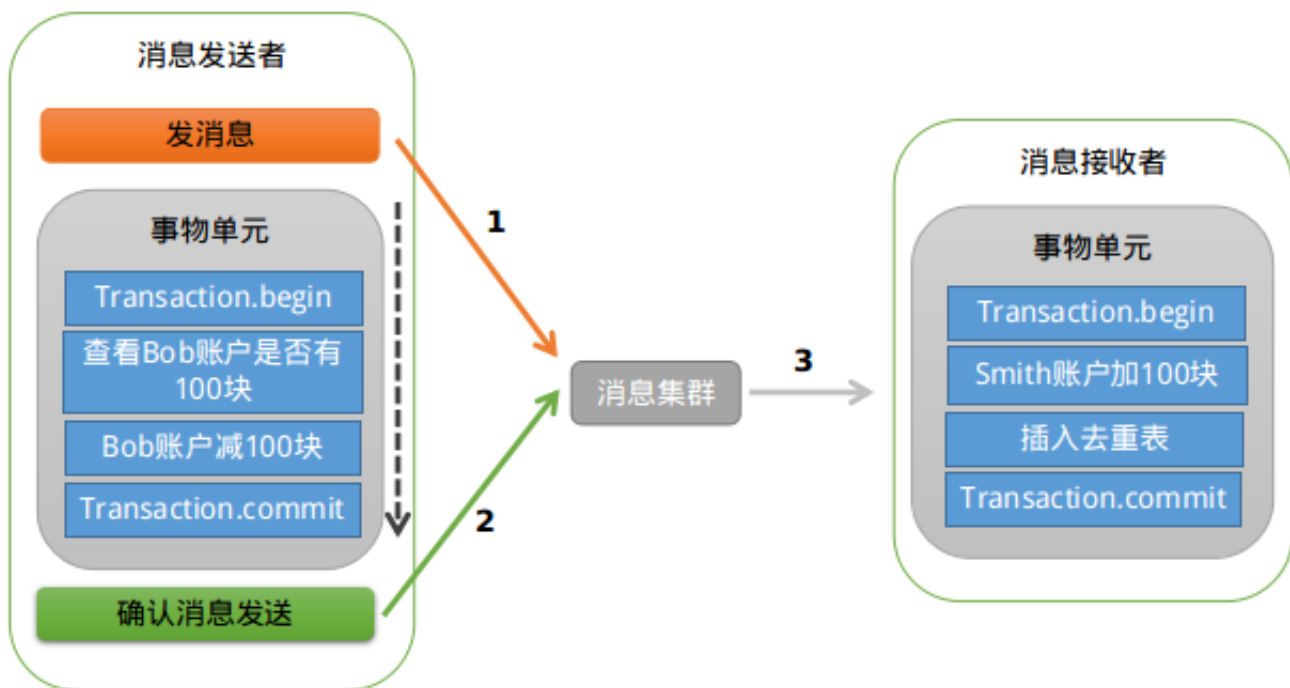 消息发送者
发消息
事物单元
Transaction.begin
查看Bob账户是否有
100块
Bob账户减100块
Transaction.commit
确认消息发送
1
2
消息集群
3
消息接收者
事物单元
Transaction.begin
Smith账户加100块
插入去重表
Transaction.commit